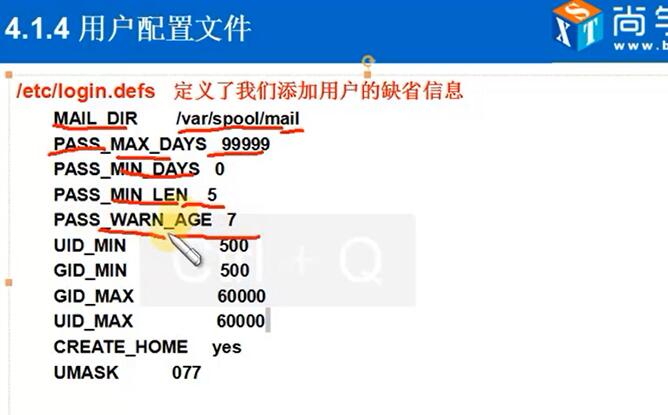 4.1.4 用户配置文件
SXT 尚学
www.b
/etc/login.defs 定义了我们添加用户的缺省信息
MAIL_DIR /var/spool/mail
PASS_MAX_DAYS 99999
PASS_MIN_DAYS 0
PASS_MIN_LEN 5
PASS_WARN_AGE 7
UID_MIN 500
GID_MIN 500
GID_MAX 60000
UID_MAX 60000
CREATE_HOME yes
UMASK 077
Ctrl + Q